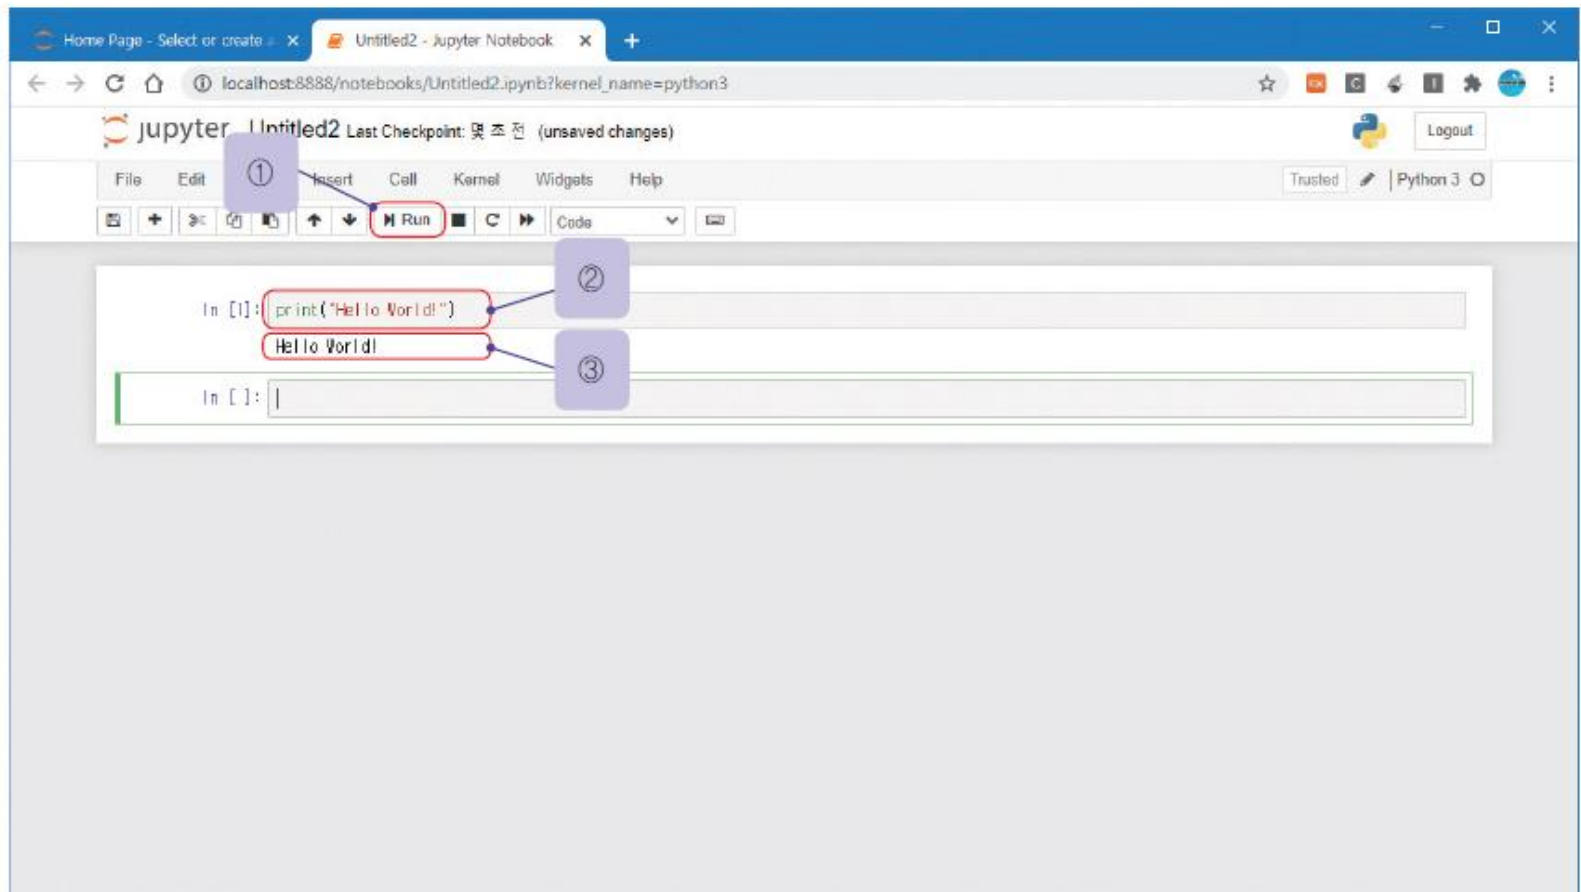 Home Page - Select or create a
Untitled2 - Jupyter Notebook
localhost:8888/notebooks/Untitled2.ipynb?kernel_name=python3
jupyter Untitled2 Last Checkpoint: 몇 초 전 (unsaved changes)
Logout
①
File Edit Insert Cell Kernel Widgets Help
Trusted Python 3
Run
Code
②
In [1]: print("Hello World!")
Hello World!
③
In [ ]: